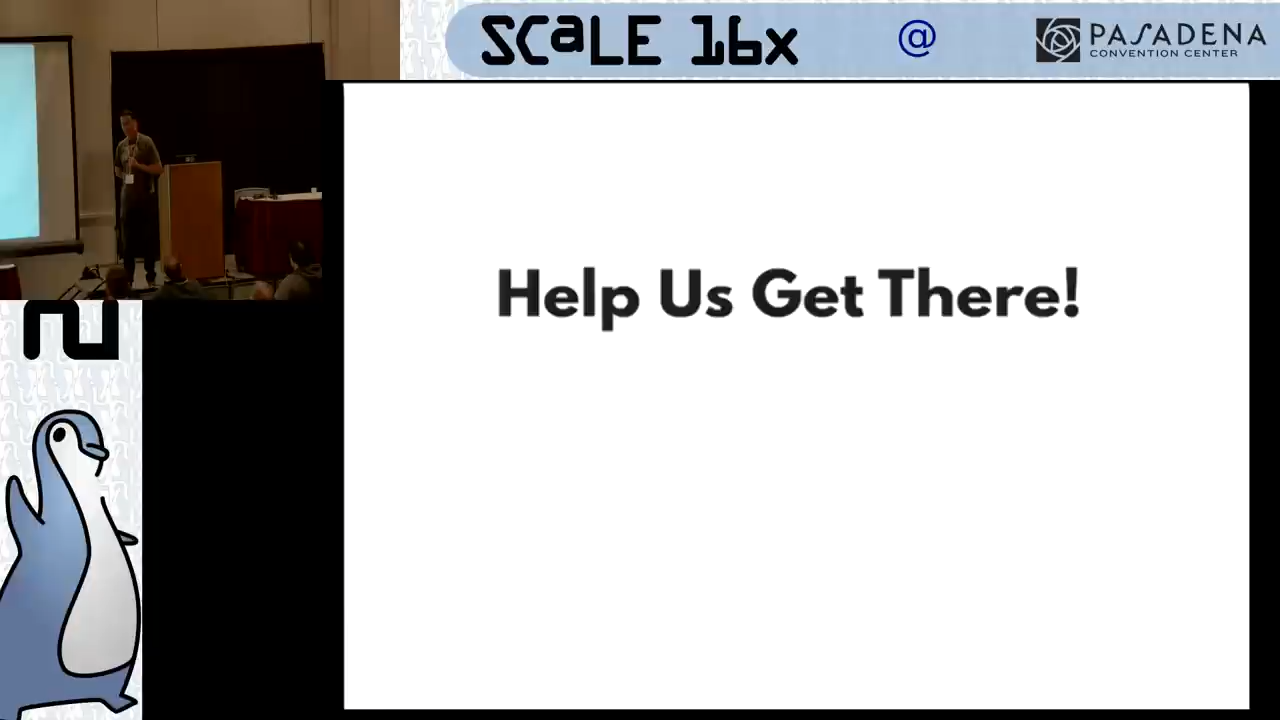 SCALE 16x
@
PASADENA
CONVENTION CENTER
Help Us Get There!